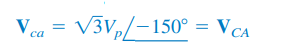 V_ca = √3V_p/−150° = V_CA